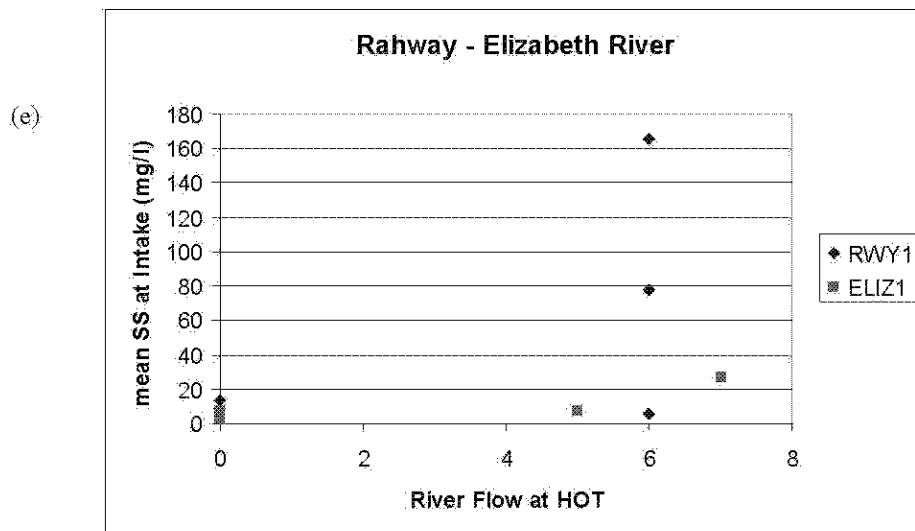 Rahway - Elizabeth River
(e)
mean SS at Intake (mg/l)
180
160
140
120
100
80
60
40
20
0
0 2 4 6 8
River Flow at HOT
RWY1
ELIZ1